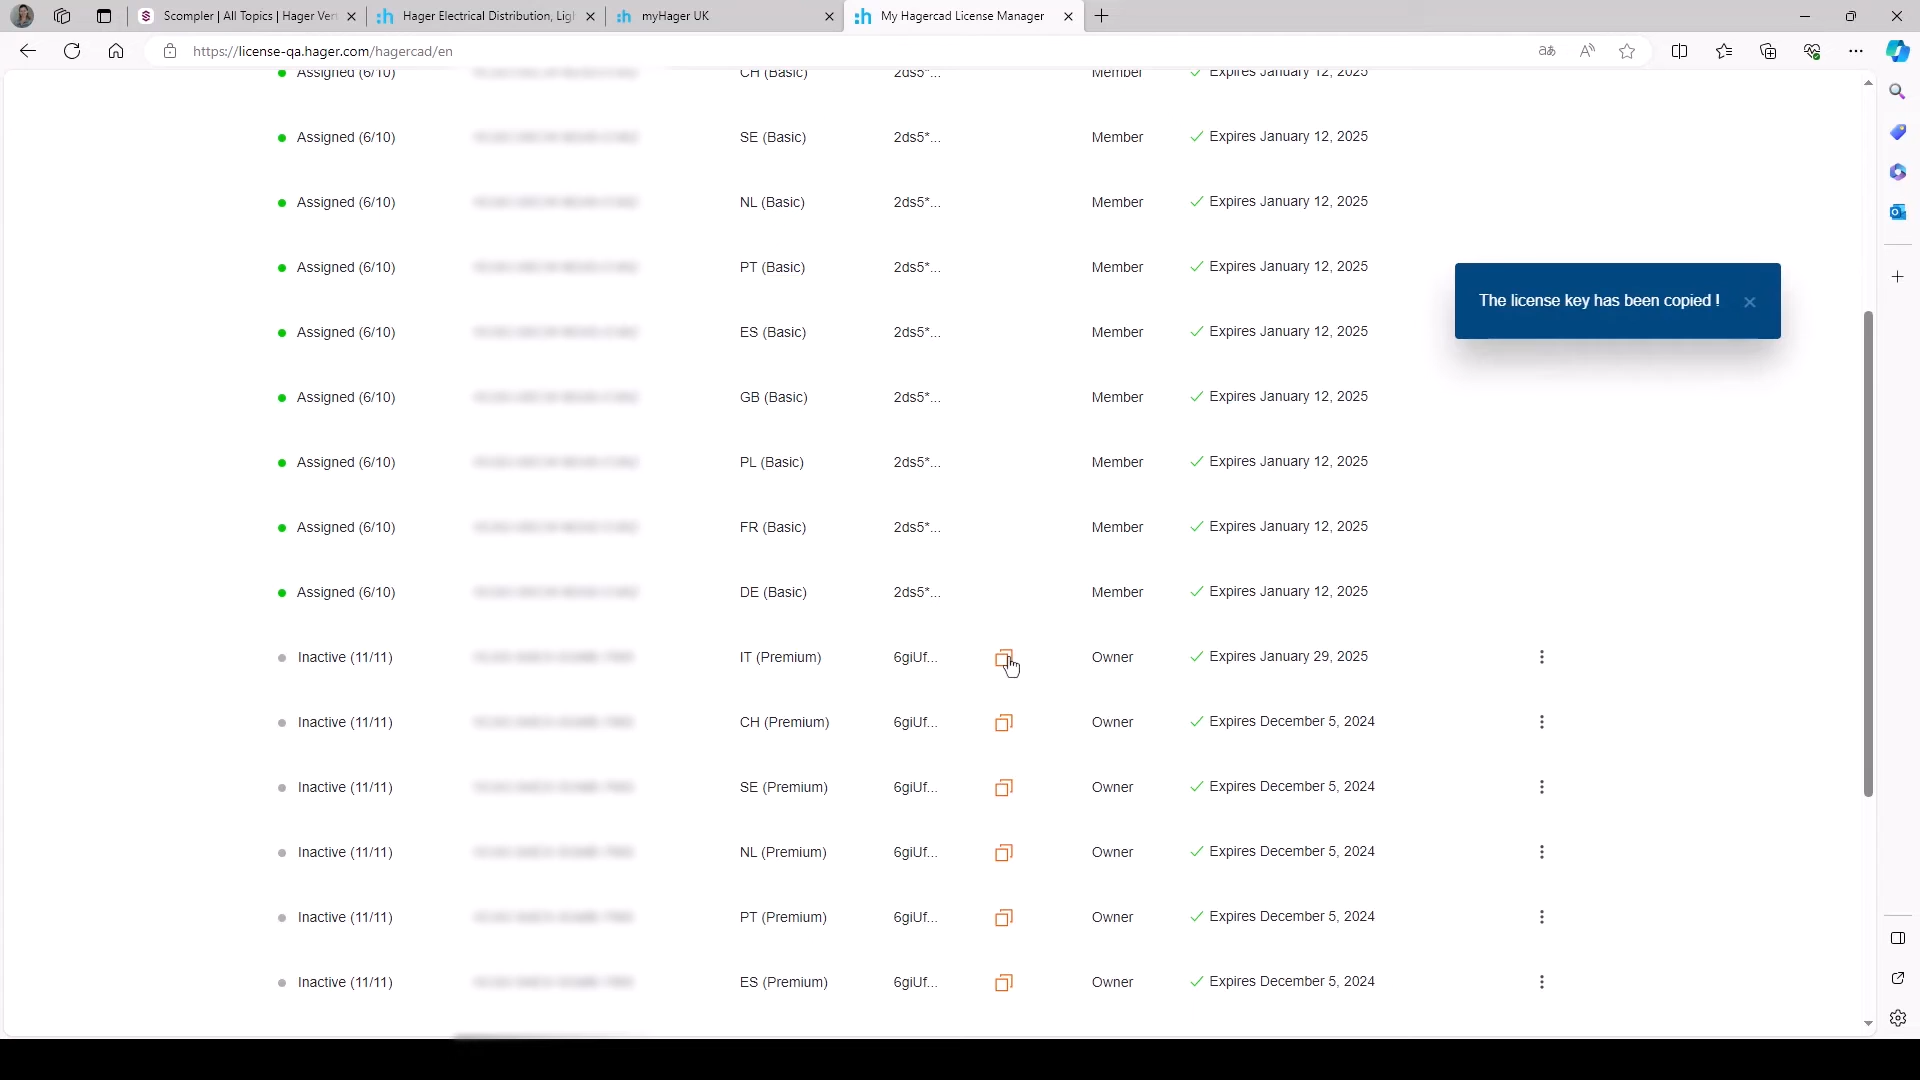 Scompler | All Topics | Hager Ver
Hager Electrical Distribution, Lig
myHager UK
My Hagercad License Manager
https://license-qa.hager.com/hagercad/en
Assigned (6/10) CH (Basic) 2ds5*... Member Expires January 12, 2025
Assigned (6/10) SE (Basic) 2ds5*... Member Expires January 12, 2025
Assigned (6/10) NL (Basic) 2ds5*... Member Expires January 12, 2025
Assigned (6/10) PT (Basic) 2ds5*... Member Expires January 12, 2025
The license key has been copied !
Assigned (6/10) ES (Basic) 2ds5*... Member Expires January 12, 2025
Assigned (6/10) GB (Basic) 2ds5*... Member Expires January 12, 2025
Assigned (6/10) PL (Basic) 2ds5*... Member Expires January 12, 2025
Assigned (6/10) FR (Basic) 2ds5*... Member Expires January 12, 2025
Assigned (6/10) DE (Basic) 2ds5*... Member Expires January 12, 2025
Inactive (11/11) IT (Premium) 6giUf... Owner Expires January 29, 2025
Inactive (11/11) CH (Premium) 6giUf... Owner Expires December 5, 2024
Inactive (11/11) SE (Premium) 6giUf... Owner Expires December 5, 2024
Inactive (11/11) NL (Premium) 6giUf... Owner Expires December 5, 2024
Inactive (11/11) PT (Premium) 6giUf... Owner Expires December 5, 2024
Inactive (11/11) ES (Premium) 6giUf... Owner Expires December 5, 2024